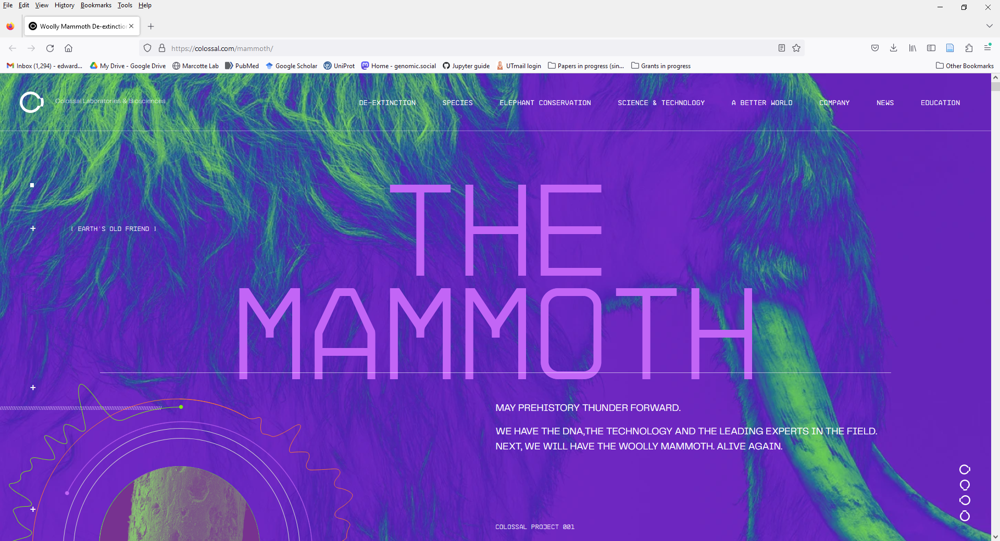 File Edit View History Bookmarks Tools Help
Woolly Mammoth De-extinctio
https://colossal.com/mammoth/
Inbox (1,294) - edward... My Drive - Google Drive Marcotte Lab PubMed Google Scholar UniProt Home - genomic.social Jupyter guide UTmail login Papers in progress (sin... Grants in progress Other Bookmarks
Colossal Laboratories & Biosciences
DE-EXTINCTION SPECIES ELEPHANT CONSERVATION SCIENCE & TECHNOLOGY A BETTER WORLD COMPANY NEWS EDUCATION
[ EARTH'S OLD FRIEND ]
THE
MAMMOTH
MAY PREHISTORY THUNDER FORWARD.
WE HAVE THE DNA,THE TECHNOLOGY AND THE LEADING EXPERTS IN THE FIELD.
NEXT, WE WILL HAVE THE WOOLLY MAMMOTH. ALIVE AGAIN.
COLOSSAL PROJECT 001